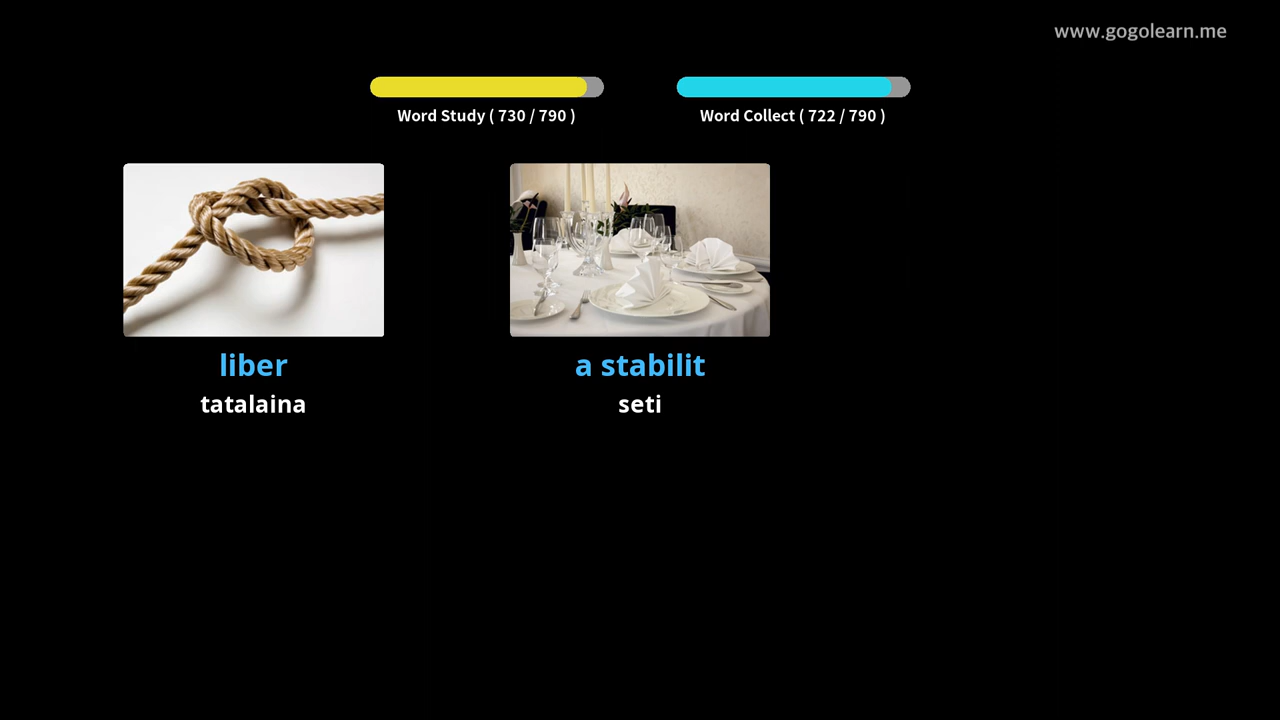 www.gogolearn.me
Word Study ( 730 / 790 )
Word Collect ( 722 / 790 )
liber
tatalaina
a stabilit
seti